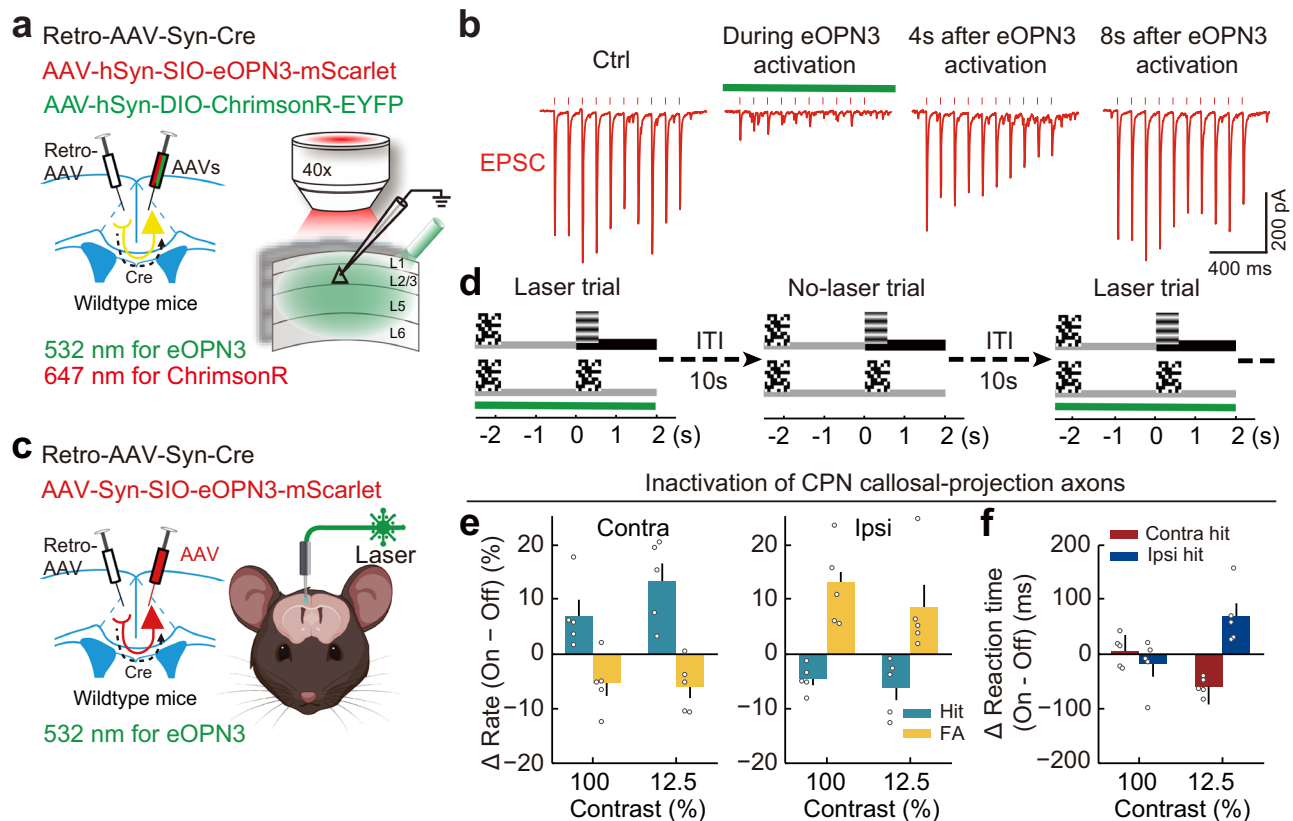 a
Retro-AAV-Syn-Cre
AAV-hSyn-SIO-eOPN3-mScarlet
AAV-hSyn-DIO-ChrimsonR-EYFP
Retro-
AAV
AAVs
Cre
Wildtype mice
532 nm for eOPN3
647 nm for ChrimsonR
40x
L1
L2/3
L5
L6
b
Ctrl
During eOPN3
activation
4s after eOPN3
activation
8s after eOPN3
activation
EPSC
200 pA
400 ms
c
Retro-AAV-Syn-Cre
AAV-Syn-SIO-eOPN3-mScarlet
Retro-
AAV
AAV
Cre
Wildtype mice
532 nm for eOPN3
Laser
d
Laser trial
No-laser trial
Laser trial
ITI
10s
ITI
10s
-2 -1 0 1 2 (s)
-2 -1 0 1 2 (s)
-2 -1 0 1 2 (s)
Inactivation of CPN callosal-projection axons
e
Contra
Ipsi
Δ Rate (On − Off) (%)
20
10
0
−10
−20
100 12.5
Contrast (%)
20
10
0
−10
−20
Hit
FA
100 12.5
Contrast (%)
f
Contra hit
Ipsi hit
Δ Reaction time
(On - Off) (ms)
200
100
0
−100
−200
100 12.5
Contrast (%)